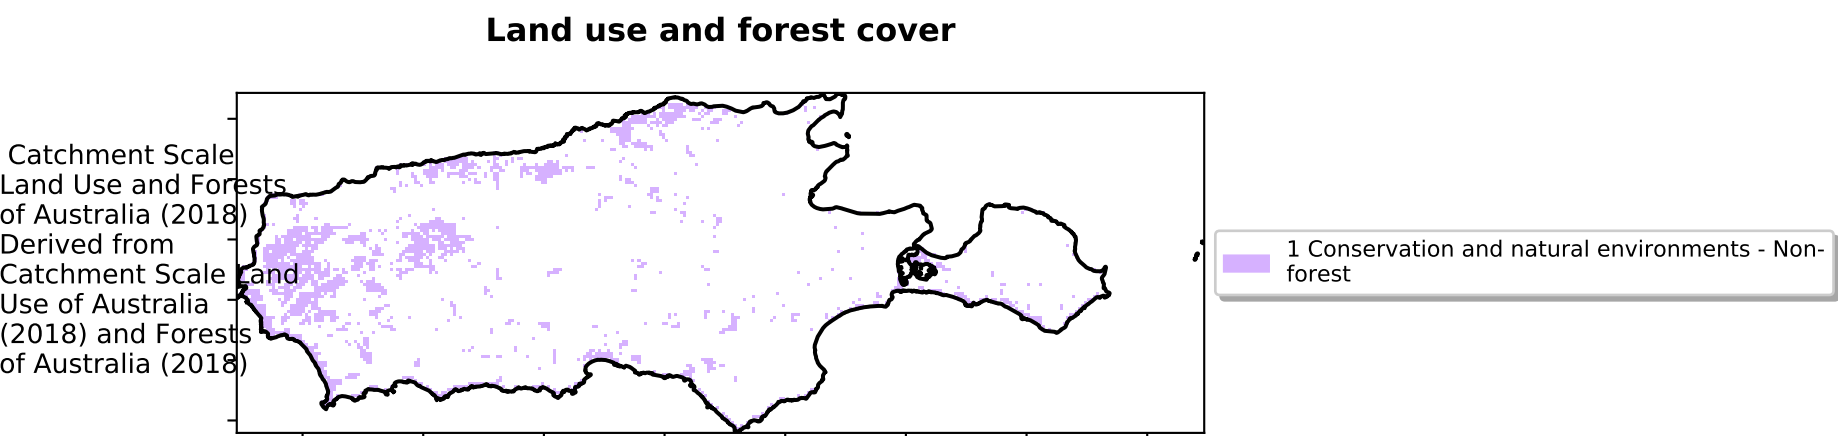 Land use and forest cover
Catchment Scale
Land Use and Forests
of Australia (2018)
Derived from
Catchment Scale Land
Use of Australia
(2018) and Forests
of Australia (2018)
1 Conservation and natural environments - Non-
forest